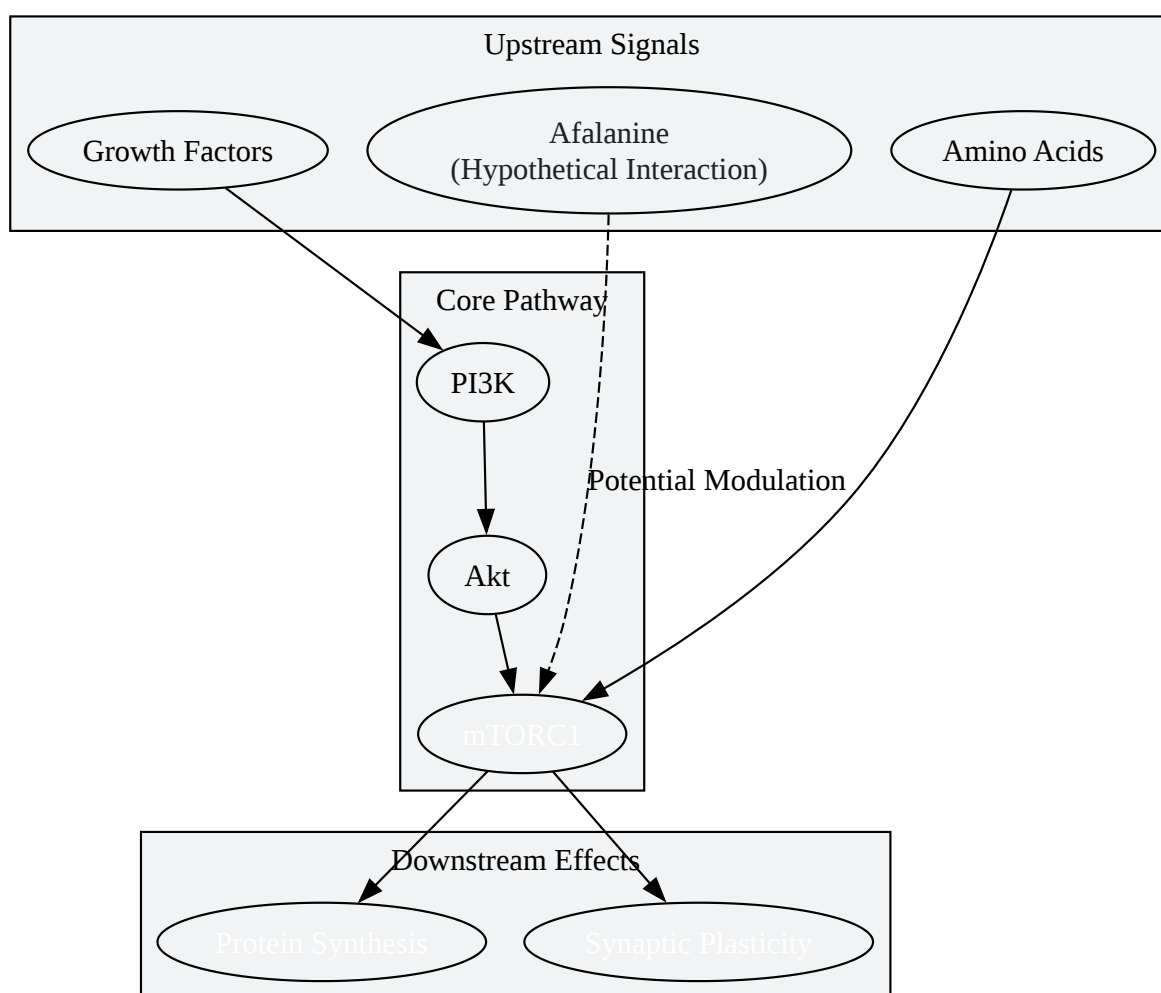 Upstream Signals
Growth Factors
Afalanine
(Hypothetical Interaction)
Amino Acids
Core Pathway
PI3K
Potential Modulation
Akt
mTORC1
Downstream Effects
Protein Synthesis
Synaptic Plasticity